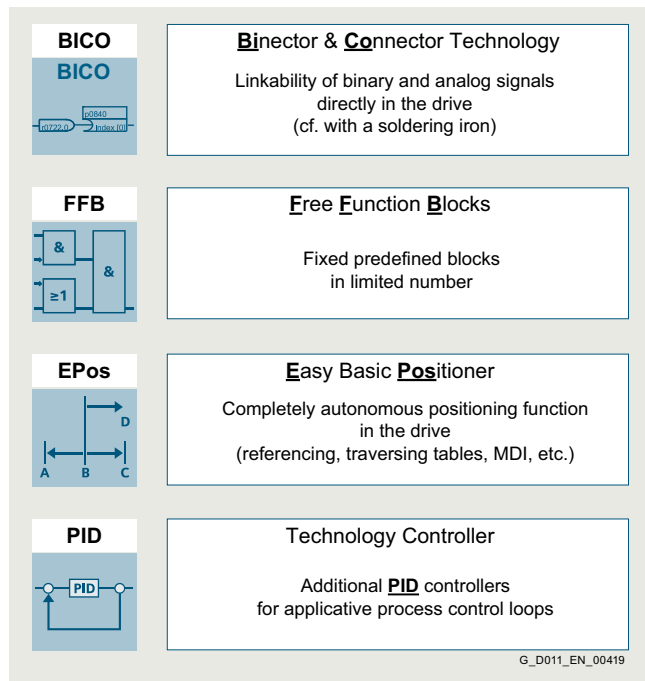 BICO
Binector & Connector Technology
BICO
Linkability of binary and analog signals
directly in the drive
(cf. with a soldering iron)
p0840
r0722.0
Index [0]
FFB
Free Function Blocks
&
&
≥1
Fixed predefined blocks
in limited number
EPos
Easy Basic Positioner
Completely autonomous positioning function
in the drive
(referencing, traversing tables, MDI, etc.)
D
A B C
PID
Technology Controller
PID
Additional PID controllers
for applicative process control loops
G_D011_EN_00419